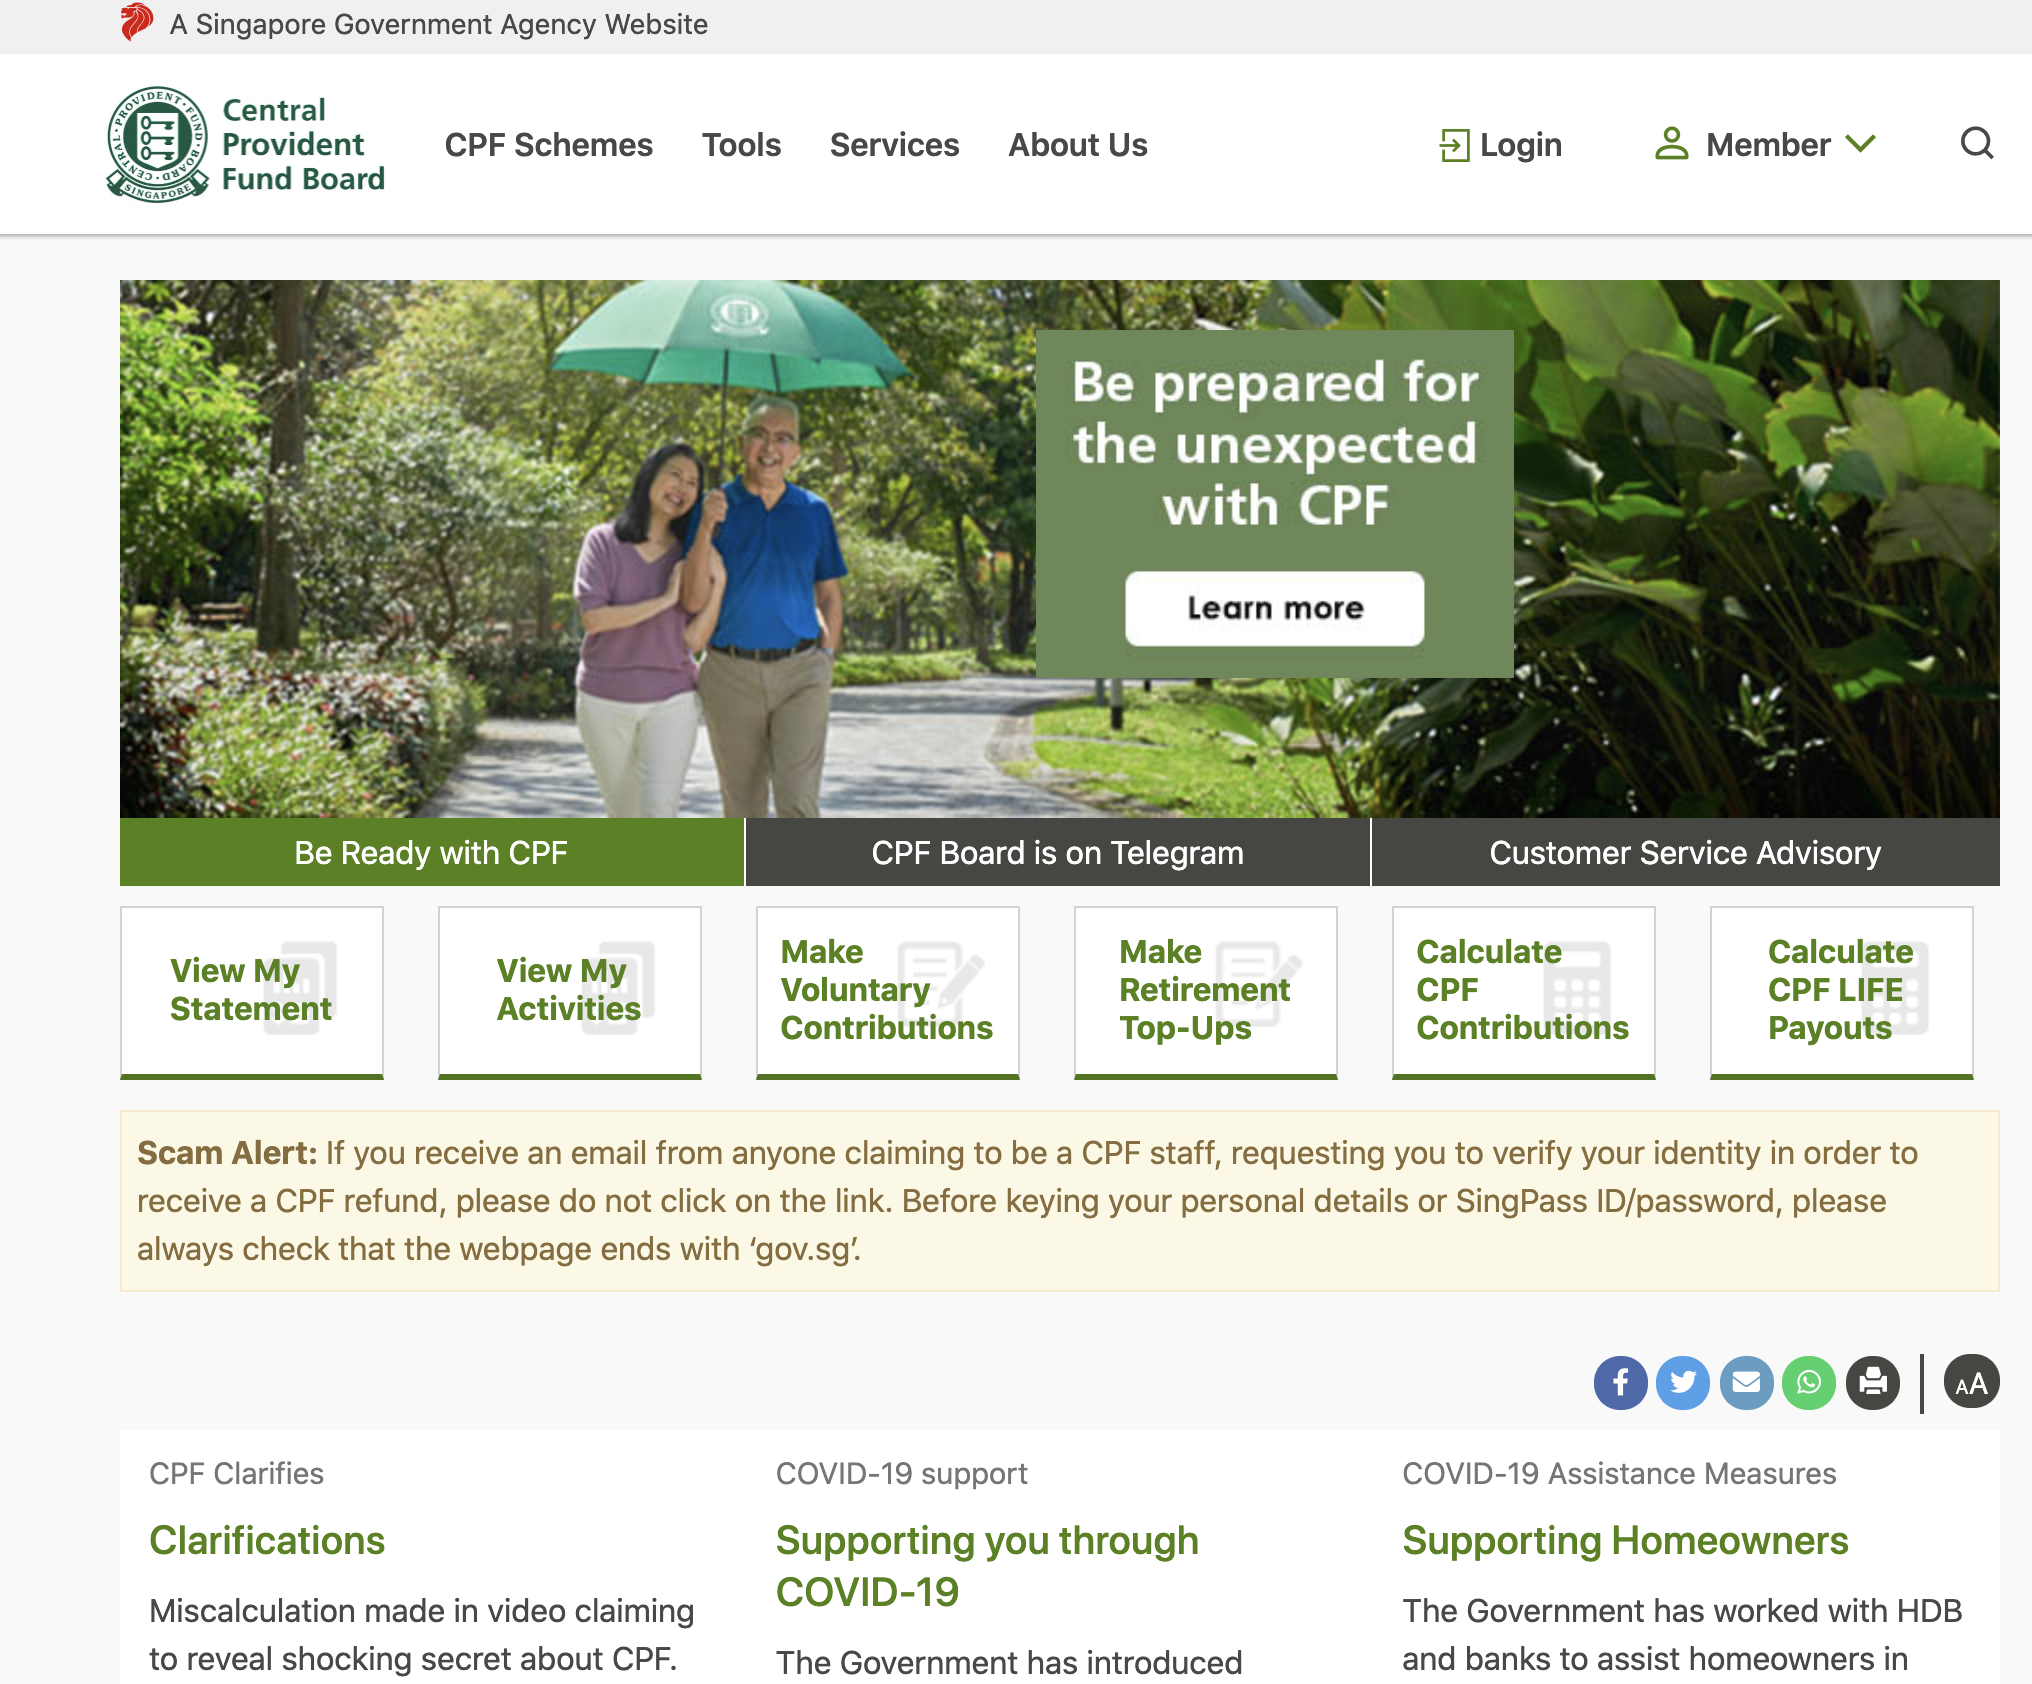 A Singapore Government Agency Website
CENTRAL · PROVIDENT · FUND · BOARD
SINGAPORE
Central
Provident
Fund Board
CPF Schemes
Tools
Services
About Us
Login
Member
Be prepared for
the unexpected
with CPF
Learn more
Be Ready with CPF
CPF Board is on Telegram
Customer Service Advisory
View My
Statement
View My
Activities
Make
Voluntary
Contributions
Make
Retirement
Top-Ups
Calculate
CPF
Contributions
Calculate
CPF LIFE
Payouts
Scam Alert: If you receive an email from anyone claiming to be a CPF staff, requesting you to verify your identity in order to
receive a CPF refund, please do not click on the link. Before keying your personal details or SingPass ID/password, please
always check that the webpage ends with ‘gov.sg’.
AA
CPF Clarifies
Clarifications
Miscalculation made in video claiming
to reveal shocking secret about CPF.
COVID-19 support
Supporting you through
COVID-19
The Government has introduced
COVID-19 Assistance Measures
Supporting Homeowners
The Government has worked with HDB
and banks to assist homeowners in